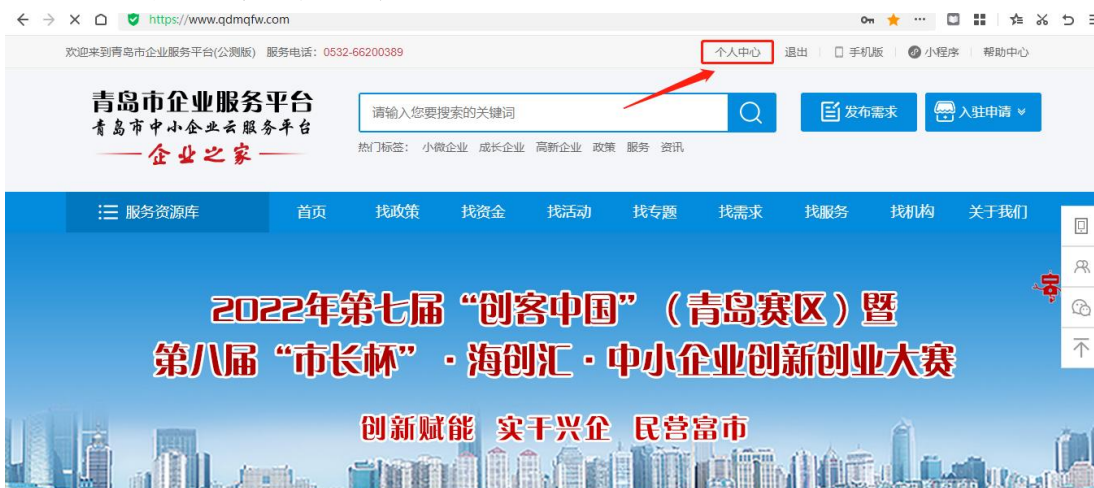 https://www.qdmqfw.com
欢迎来到青岛市企业服务平台(公测版) 服务电话：0532-66200389 个人中心 退出 手机版 小程序 帮助中心
青岛市企业服务平台
青岛市中小企业云服务平台
企业之家
请输入您要搜索的关键词
发布需求
入驻申请
热门标签： 小微企业 成长企业 高新企业 政策 服务 资讯
服务资源库 首页 找政策 找资金 找活动 找专题 找需求 找服务 找机构 关于我们
2022年第七届“创客中国”（青岛赛区）暨
第八届“市长杯”·海创汇·中小企业创新创业大赛
创新赋能 实干兴企 民营富市